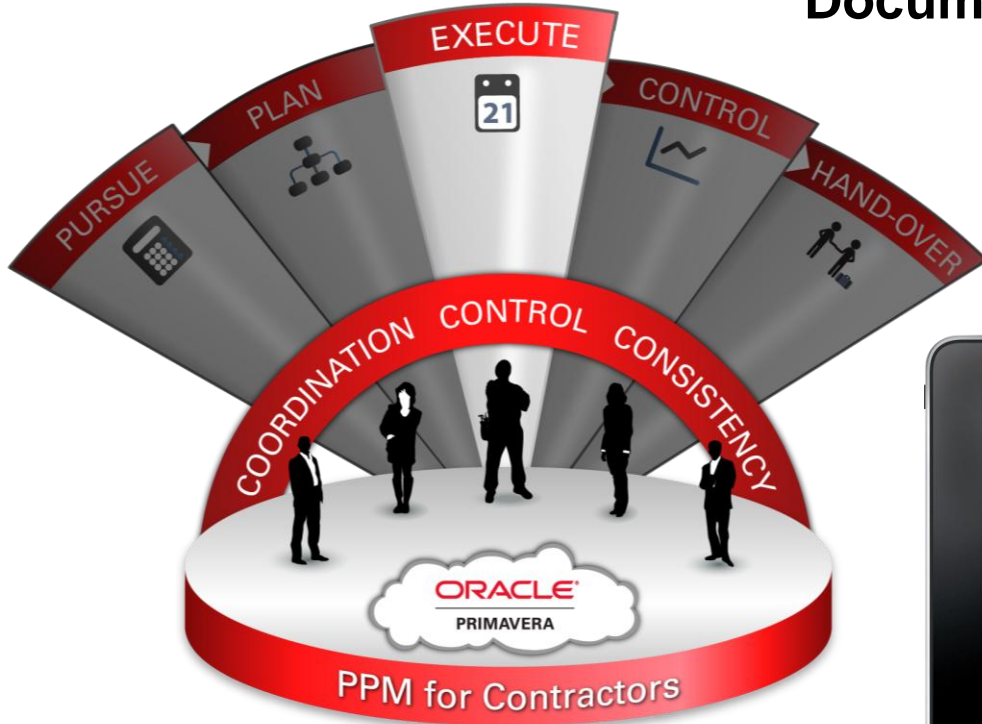 Docum
EXECUTE
PLAN
CONTROL
21
PURSUE
HAND-OVER
COORDINATION CONTROL CONSISTENCY
ORACLE®
PRIMAVERA
PPM for Contractors